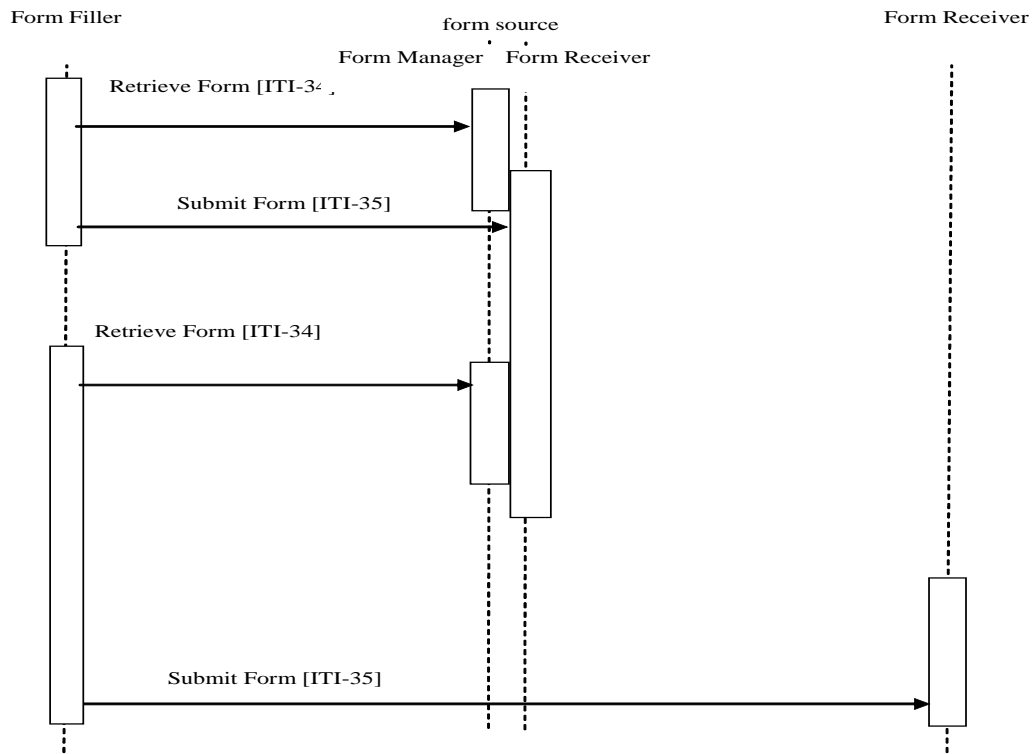 Form Filler
form source
Form Receiver
Form Manager
Form Receiver
Retrieve Form [ITI-34
Submit Form [ITI-35]
Retrieve Form [ITI-34]
Submit Form [ITI-35]